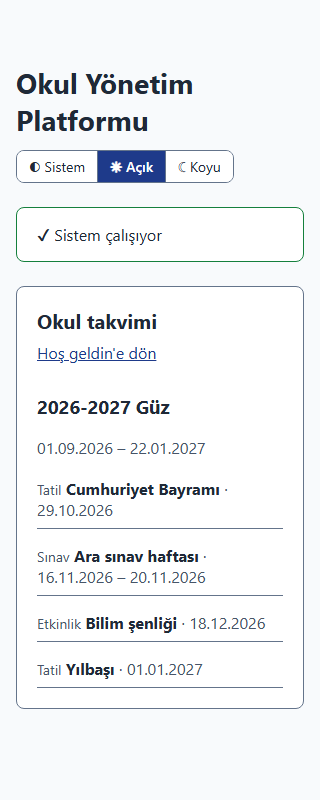 Okul Yönetim
Platformu
◐ Sistem
☀ Açık
☾ Koyu
✓ Sistem çalışıyor
Okul takvimi
Hoş geldin'e dön
2026-2027 Güz
01.09.2026 – 22.01.2027
Tatil Cumhuriyet Bayramı ·
29.10.2026
Sınav Ara sınav haftası ·
16.11.2026 – 20.11.2026
Etkinlik Bilim şenliği · 18.12.2026
Tatil Yılbaşı · 01.01.2027